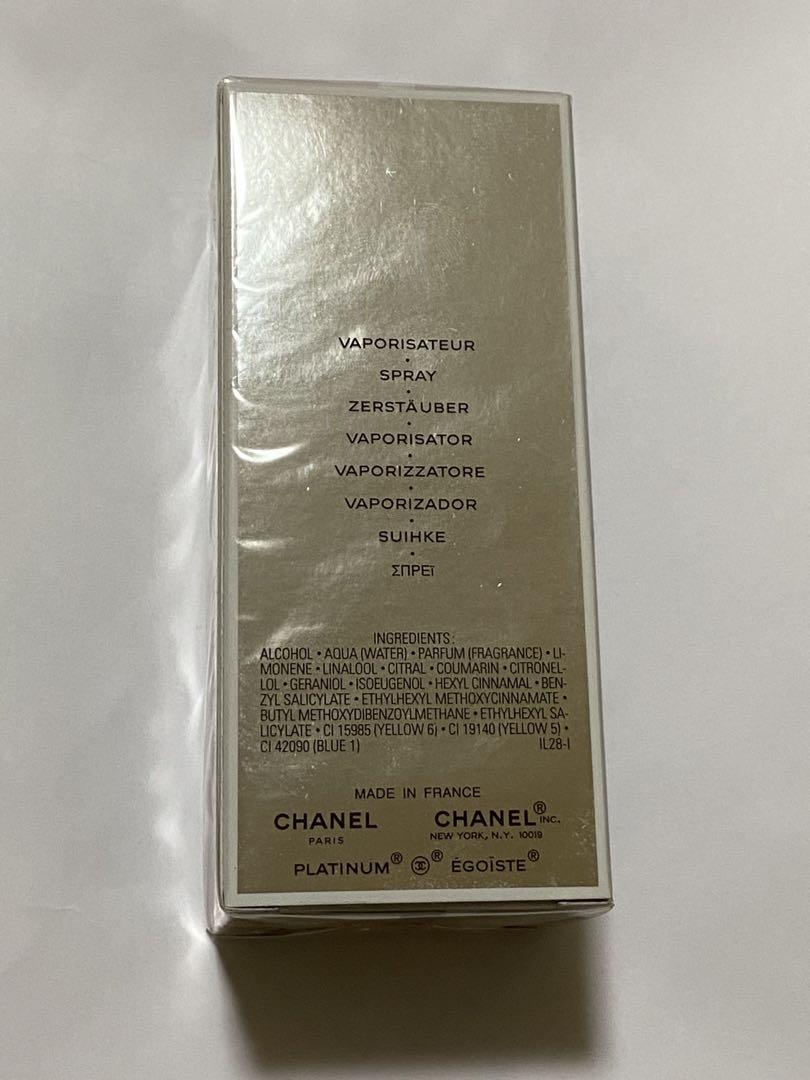 VAPORISATEUR
•
SPRAY
•
ZERSTÄUBER
•
VAPORISATOR
•
VAPORIZZATORE
•
VAPORIZADOR
•
SUIHKE
•
ΣΠΡΕï
INGREDIENTS:
ALCOHOL • AQUA (WATER) • PARFUM (FRAGRANCE) • LI-
MONENE • LINALOOL • CITRAL • COUMARIN • CITRONEL-
LOL • GERANIOL • ISOEUGENOL • HEXYL CINNAMAL • BEN-
ZYL SALICYLATE • ETHYLHEXYL METHOXYCINNAMATE •
BUTYL METHOXYDIBENZOYLMETHANE • ETHYLHEXYL SA-
LICYLATE • CI 15985 (YELLOW 6) • CI 19140 (YELLOW 5) •
CI 42090 (BLUE 1) IL28-I
MADE IN FRANCE
CHANEL CHANEL® INC.
PARIS NEW YORK, N.Y. 10019
PLATINUM® ® ÉGOÏSTE®